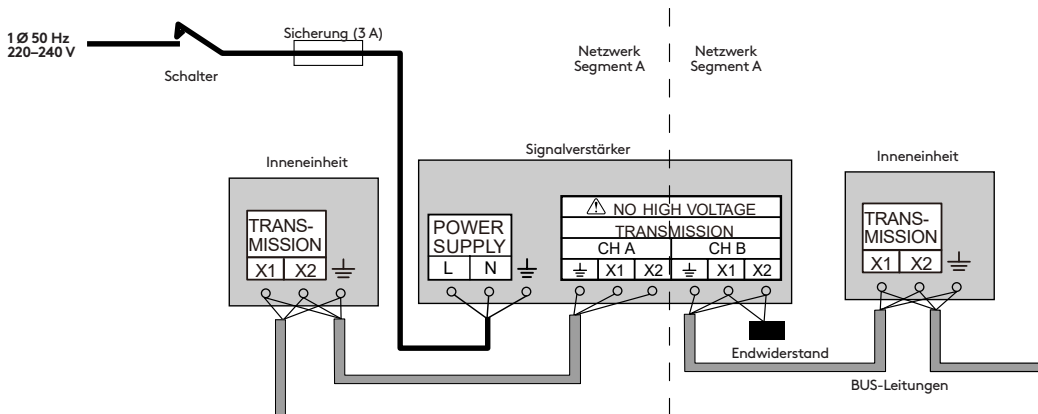 1 Ø 50 Hz
220–240 V
Schalter
Sicherung (3 A)
Netzwerk
Segment A
Netzwerk
Segment A
Inneneinheit
TRANS-
MISSION
X1 X2
Signalverstärker
POWER
SUPPLY
L N
NO HIGH VOLTAGE
TRANSMISSION
CH A CH B
X1 X2 X1 X2
Inneneinheit
TRANS-
MISSION
X1 X2
Endwiderstand
BUS-Leitungen